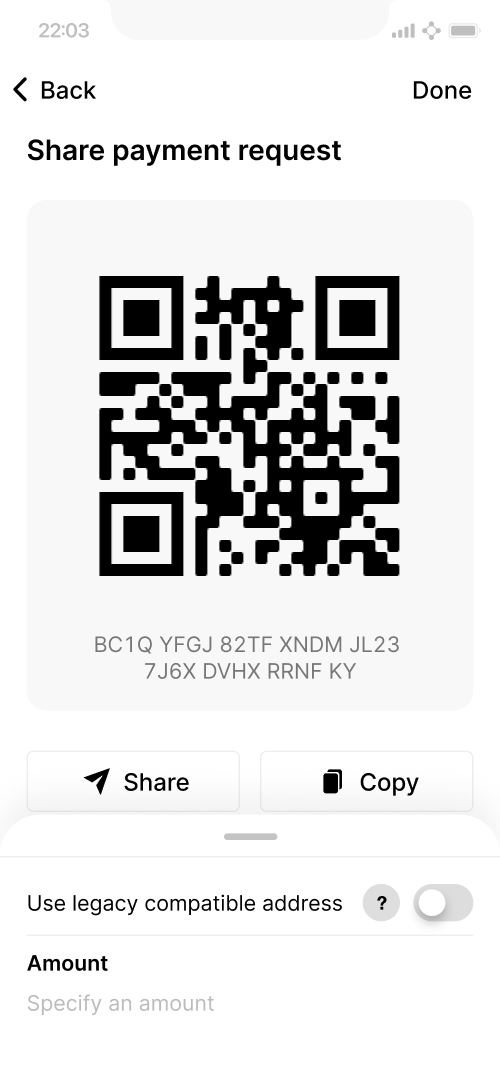 22:03
Back
Done
Share payment request
BC1Q YFGJ 82TF XNDM JL23
7J6X DVHX RRNF KY
Share
Copy
Use legacy compatible address
?
Amount
Specify an amount